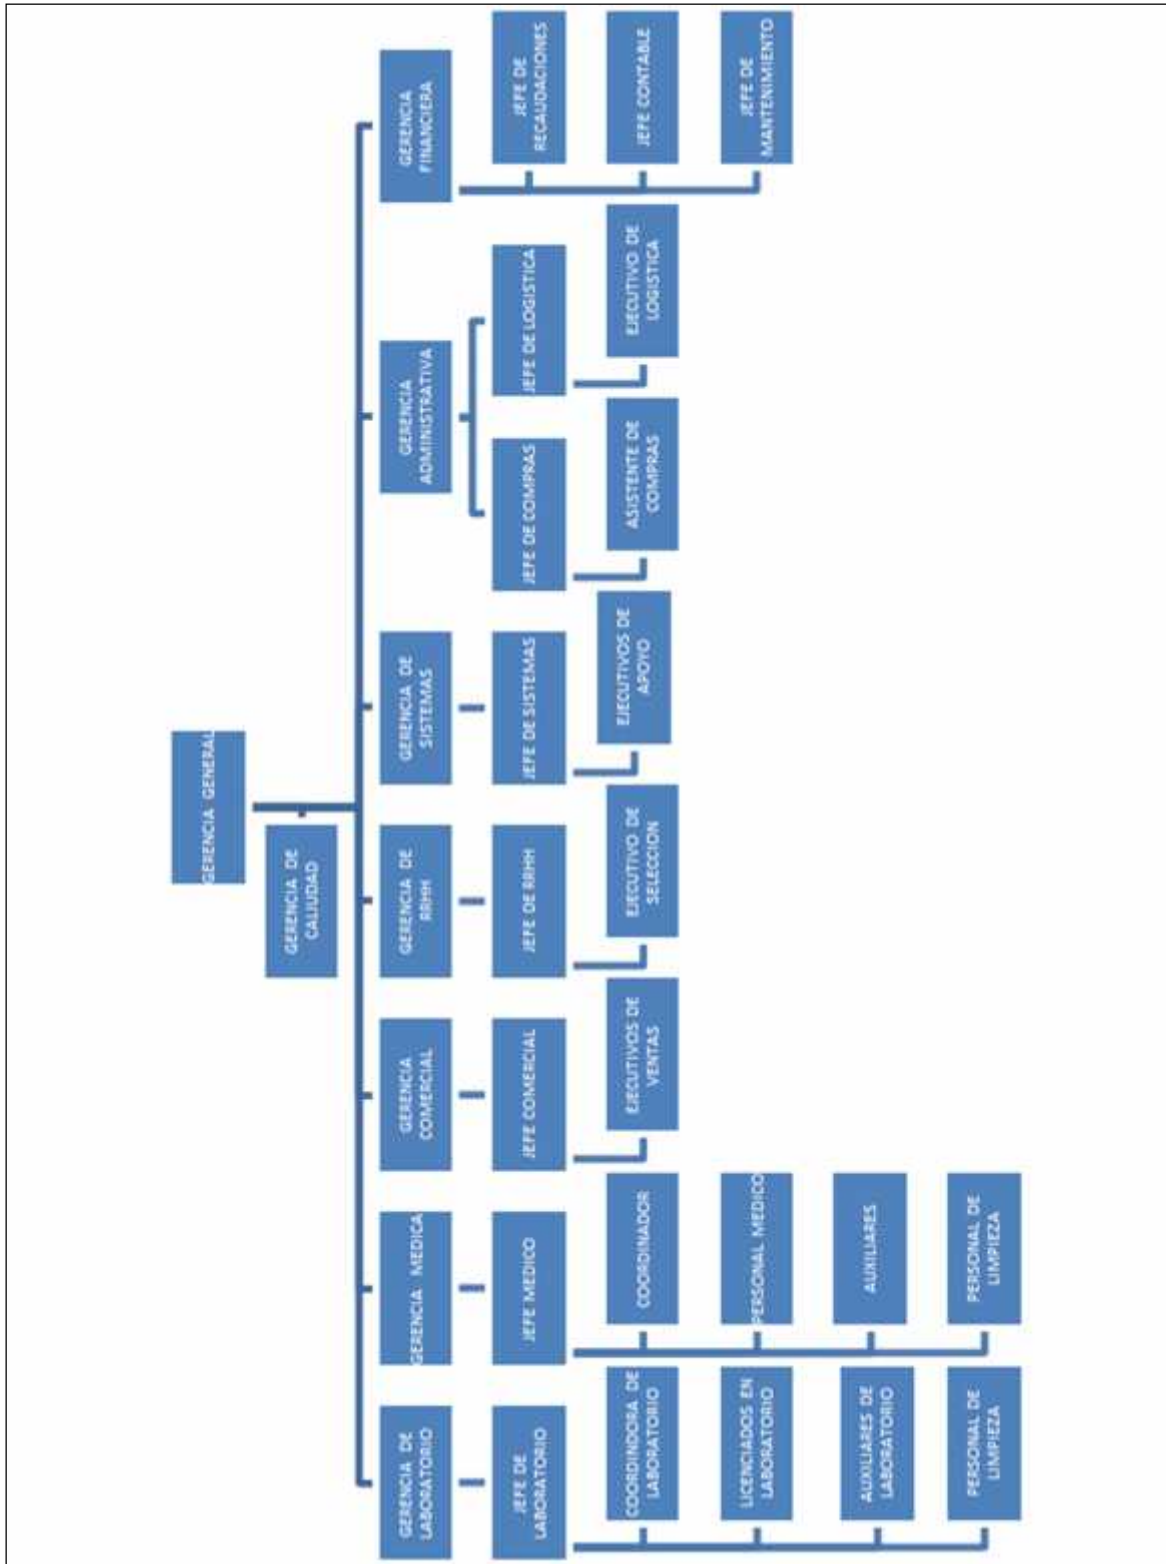 GERENCIA GENERAL
GERENCIA DE
CALIUDAD
GERENCIA DE
LABORATORIO
GERENCIA MEDICA
GERENCIA
COMERCIAL
GERENCIA DE
RRHH
GERENCIA DE
SISTEMAS
GERENCIA
ADMINISTRATIVA
GERENCIA
FINANCIERA
JEFE DE
LABORATORIO
JEFE MEDICO
JEFE COMERCIAL
JEFE DE RRHH
JEFE DE SISTEMAS
JEFE DE COMPRAS
JEFE DE LOGISTICA
JEFE DE
RECAUDACIONES
COORDINDORA DE
LABORATORIO
COORDINADOR
EJECUTIVOS DE
VENTAS
EJECUTIVO DE
SELECCION
EJECUTIVOS DE
APOYO
ASISTENTE DE
COMPRAS
EJECUTIVO DE
LOGISTICA
JEFE CONTABLE
LICENCIADOS EN
LABORATORIO
PERSONAL MEDICO
JEFE DE
MANTENIMIENTO
AUXILIARES DE
LABORATORIO
AUXILIARES
PERSONAL DE
LIMPIEZA
PERSONAL DE
LIMPIEZA